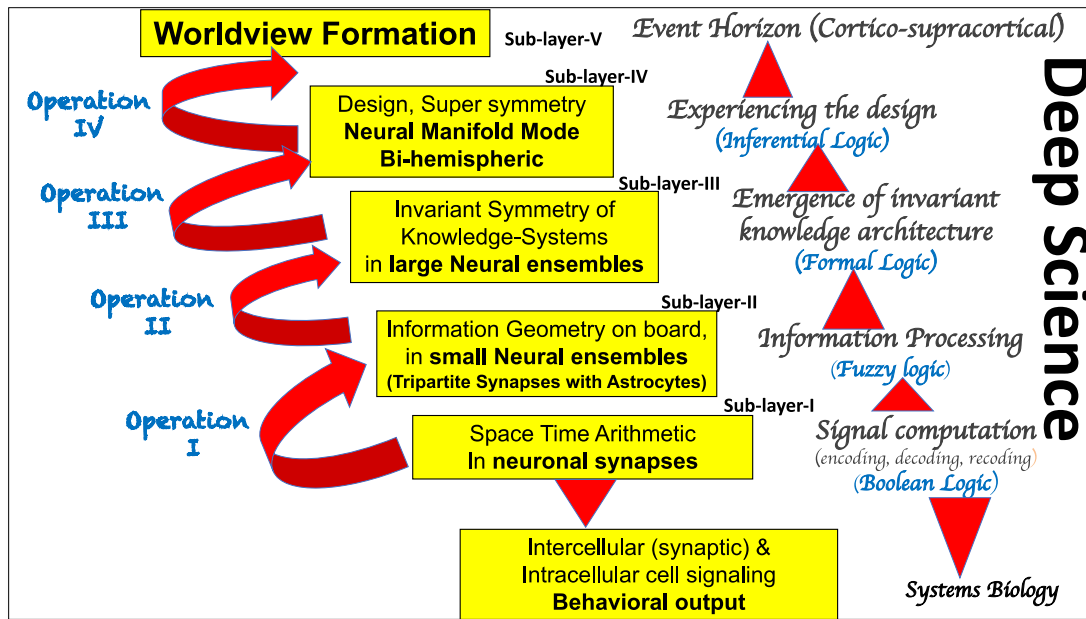 Worldview Formation
Sub-layer-V
Event Horizon (Cortico-supracortical)
Operation
IV
Sub-layer-IV
Design, Super symmetry
Neural Manifold Mode
Bi-hemispheric
Experiencing the design
(Inferential Logic)
Operation
III
Sub-layer-III
Invariant Symmetry of
Knowledge-Systems
in large Neural ensembles
Emergence of invariant
knowledge architecture
(Formal Logic)
Operation
II
Sub-layer-II
Information Geometry on board,
in small Neural ensembles
(Tripartite Synapses with Astrocytes)
Information Processing
(Fuzzy logic)
Operation
I
Sub-layer-I
Space Time Arithmetic
In neuronal synapses
Signal computation
(encoding, decoding, recoding)
(Boolean Logic)
Intercellular (synaptic) &
Intracellular cell signaling
Behavioral output
Systems Biology
Deep Science